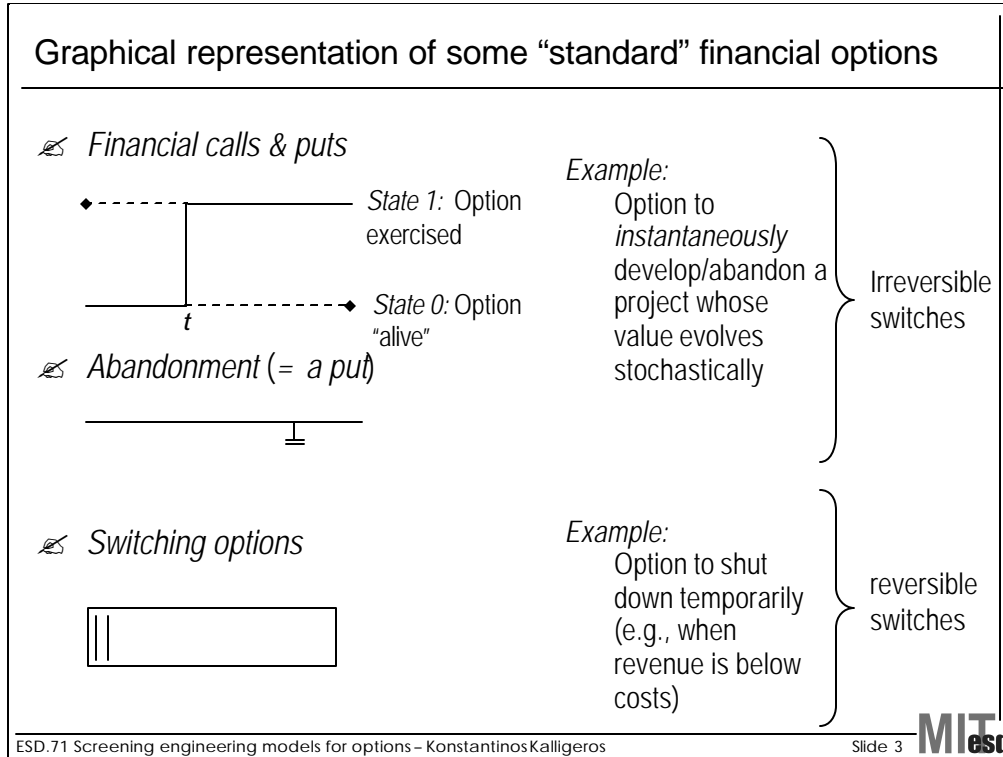 Graphical representation of some “standard” financial options
Financial calls & puts
State 1: Option
exercised
t
State 0: Option
“alive”
Example:
Option to
instantaneously
develop/abandon a
project whose
value evolves
stochastically
Irreversible
switches
Abandonment (= a put)
Switching options
Example:
Option to shut
down temporarily
(e.g., when
revenue is below
costs)
reversible
switches
ESD.71 Screening engineering models for options – Konstantinos Kalligeros
Slide 3
MIT
esd